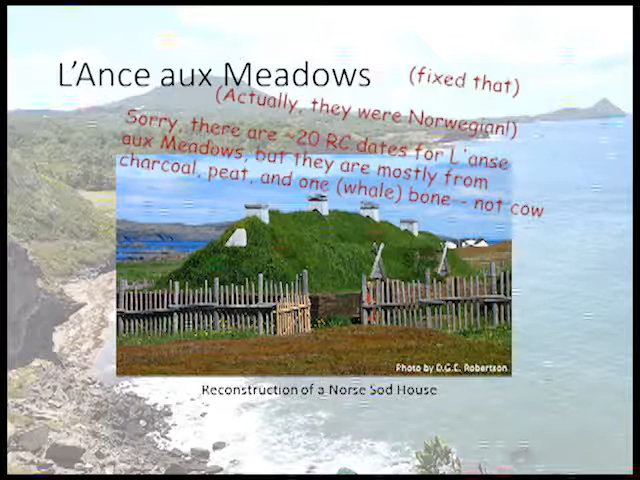 L'Ance aux Meadows
(fixed that)
(Actually, they were Norwegian!)
Sorry, there are ~20 RC dates for L'anse
aux Meadows, but they are mostly from
charcoal, peat, and one (whale) bone -- not cow
Photo by D.G.E. Robertson
Reconstruction of a Norse Sod House